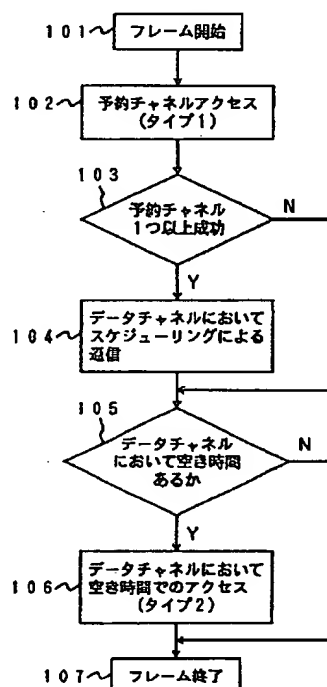 101 フレーム開始
102 予約チャネルアクセス
(タイプ1)
103
予約チャネル
1つ以上成功
N
Y
104 データチャネルにおいて
スケジューリングによる
送信
105
データチャネル
において空き時間
あるか
N
Y
106 データチャネルにおいて
空き時間でのアクセス
(タイプ2)
107 フレーム終了